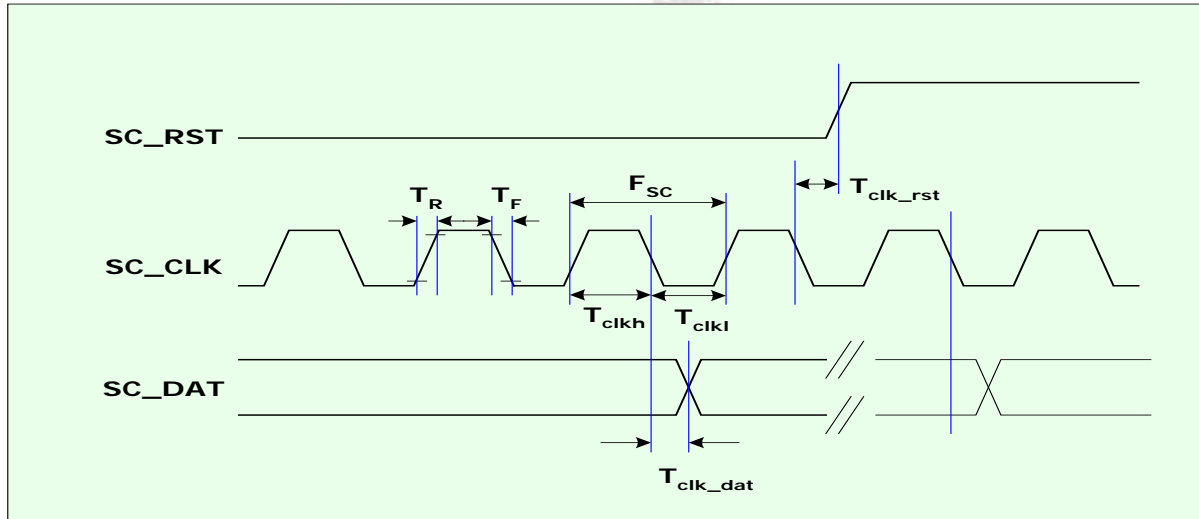 SC_RST
T_clk_rst
T_R
T_F
F_SC
SC_CLK
T_clkh
T_clkl
SC_DAT
T_clk_dat